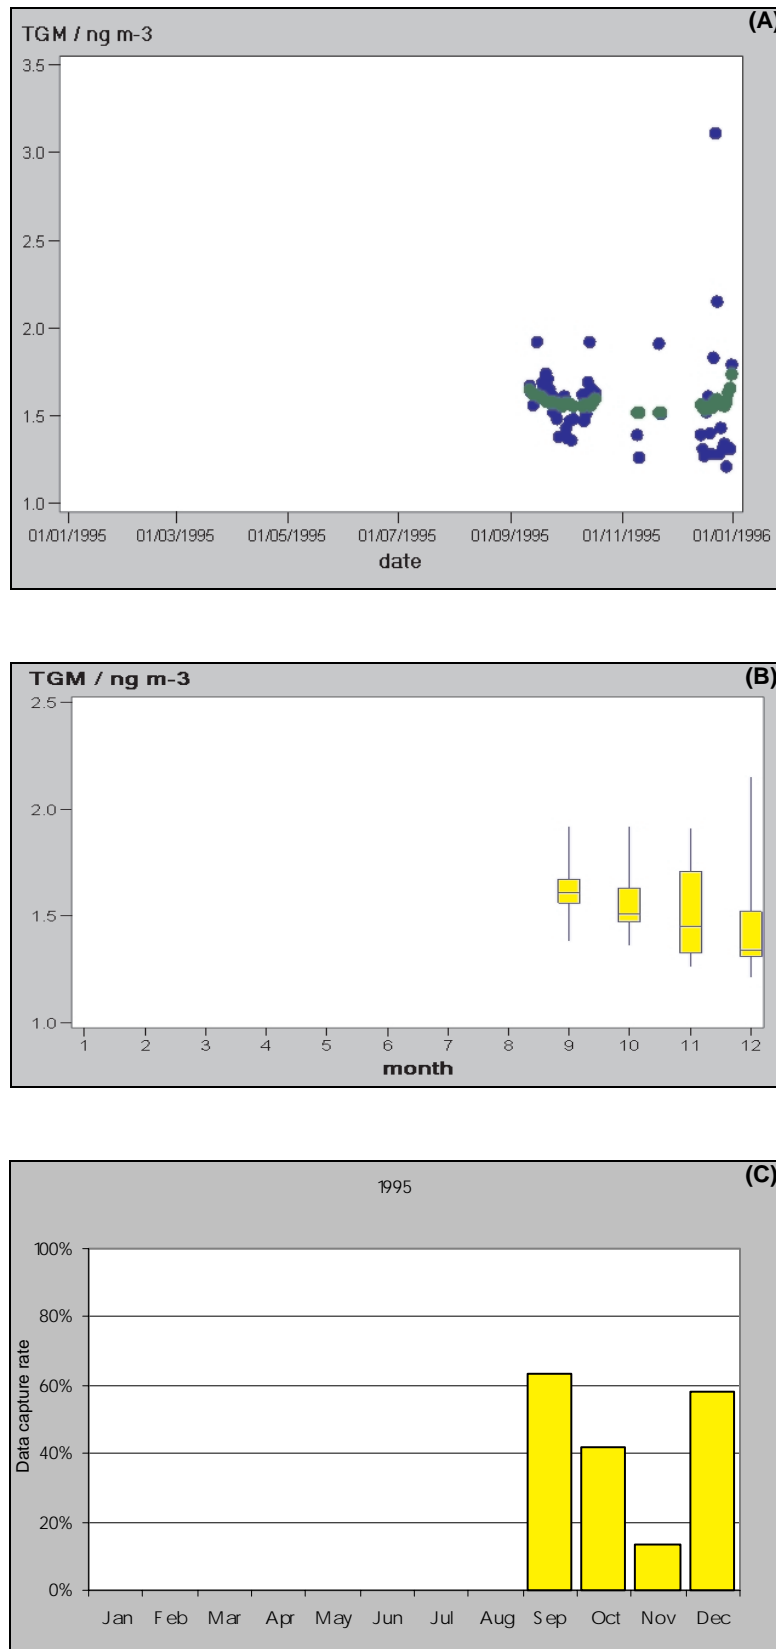 (A)
TGM / ng m-3
3.5
3.0
2.5
2.0
1.5
1.0
01/01/1995 01/03/1995 01/05/1995 01/07/1995 01/09/1995 01/11/1995 01/01/1996
date
(B)
TGM / ng m-3
2.5
2.0
1.5
1.0
1 2 3 4 5 6 7 8 9 10 11 12
month
(C)
1995
100%
80%
60%
40%
20%
0%
Data capture rate
Jan Feb Mar Apr May Jun Jul Aug Sep Oct Nov Dec